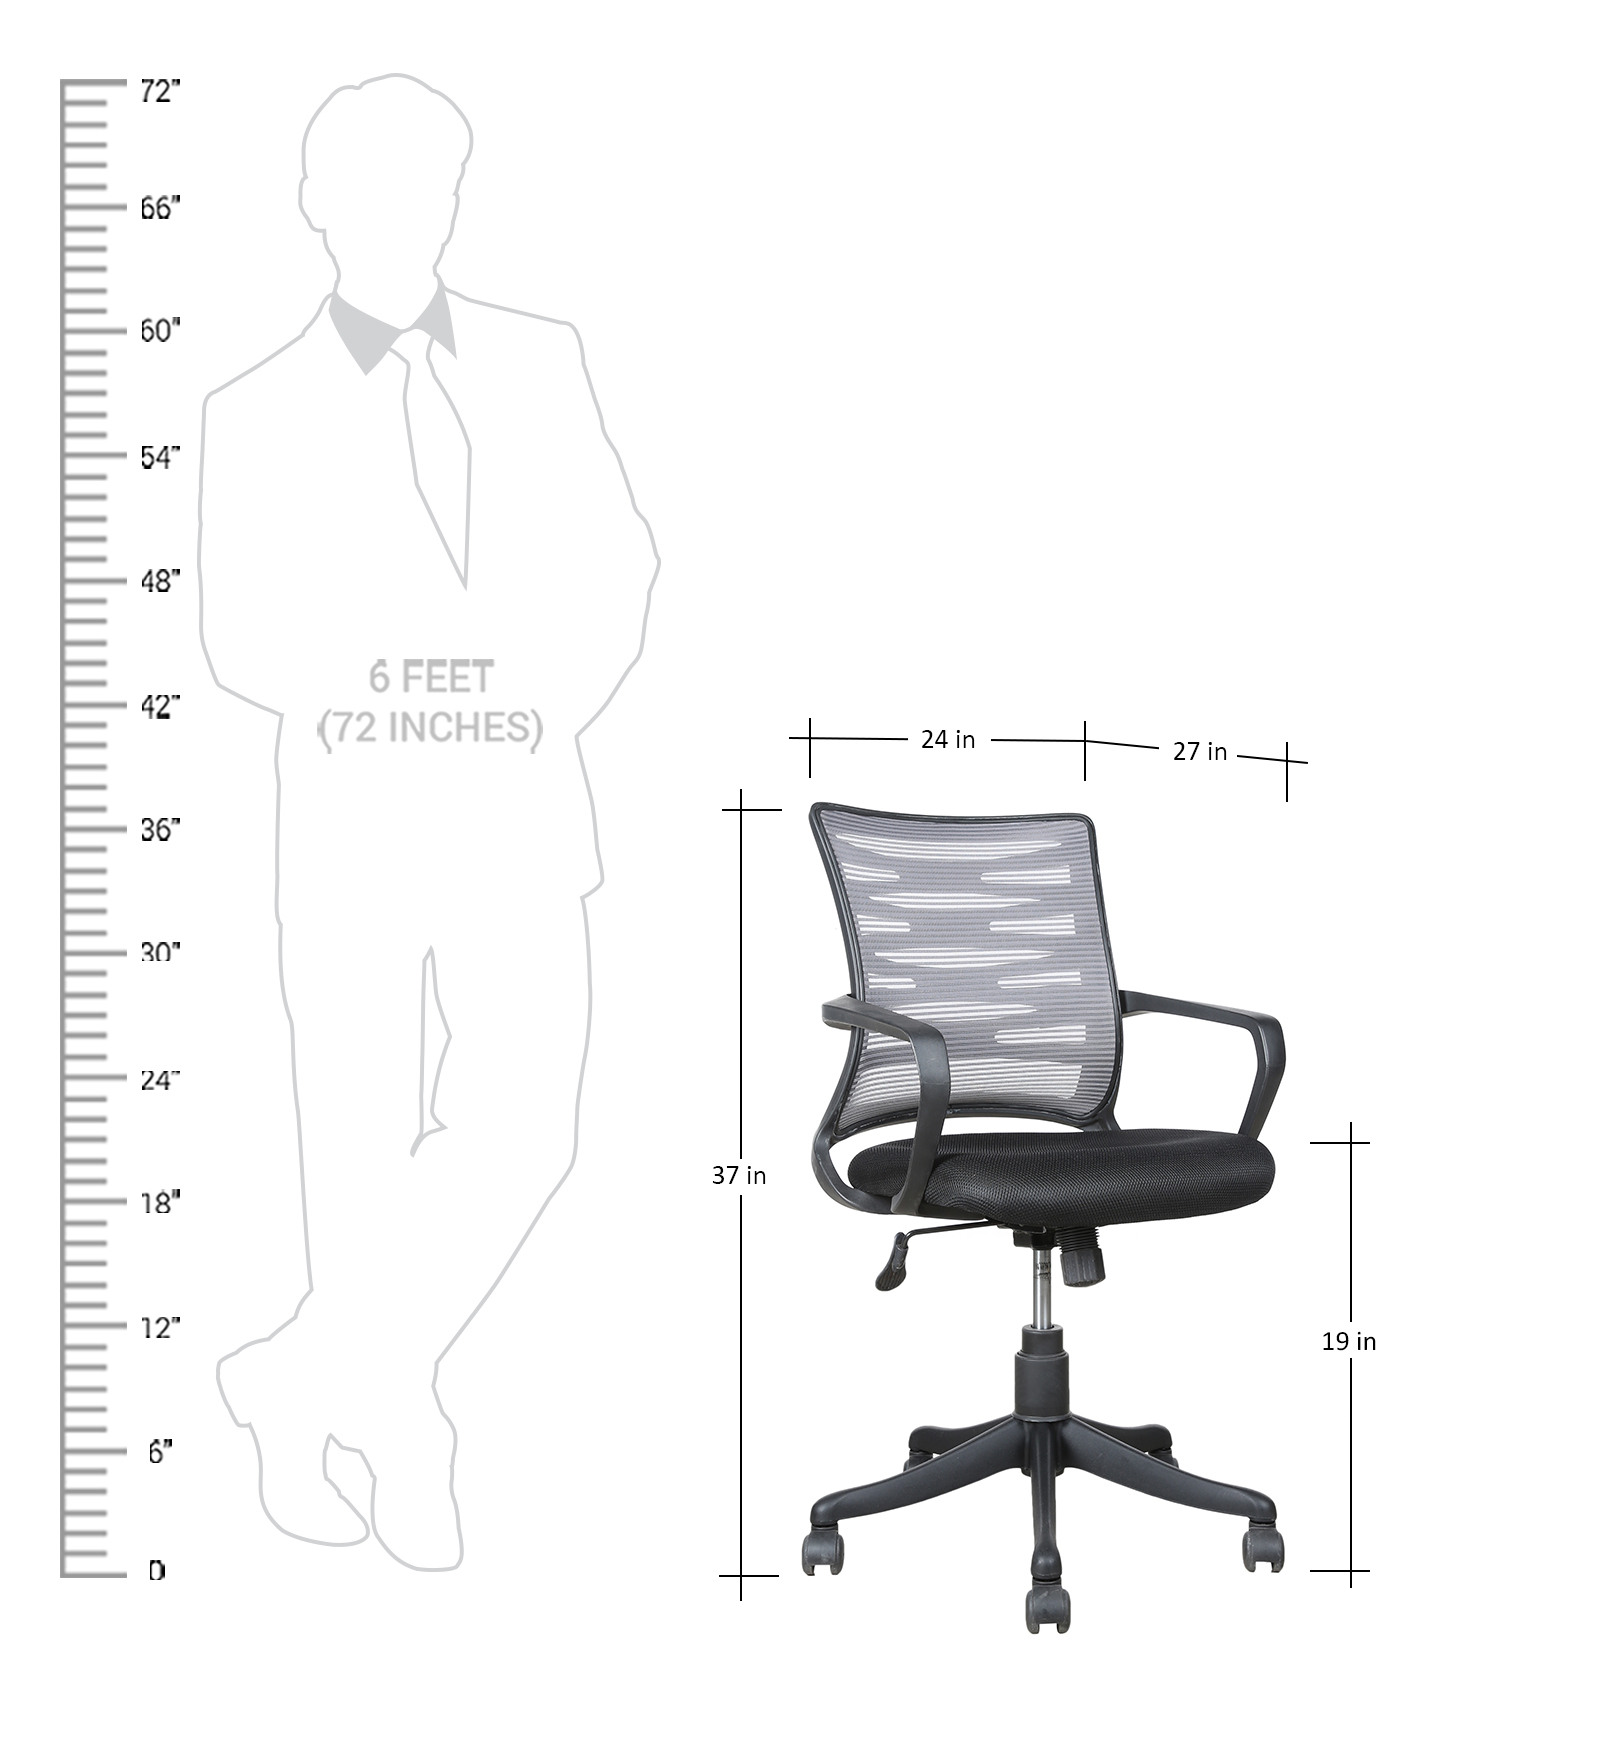 72"
66"
60"
54"
48"
6 FEET
(72 INCHES)
42"
24 in
27 in
36"
30"
24"
37 in
18"
12"
19 in
6"
0